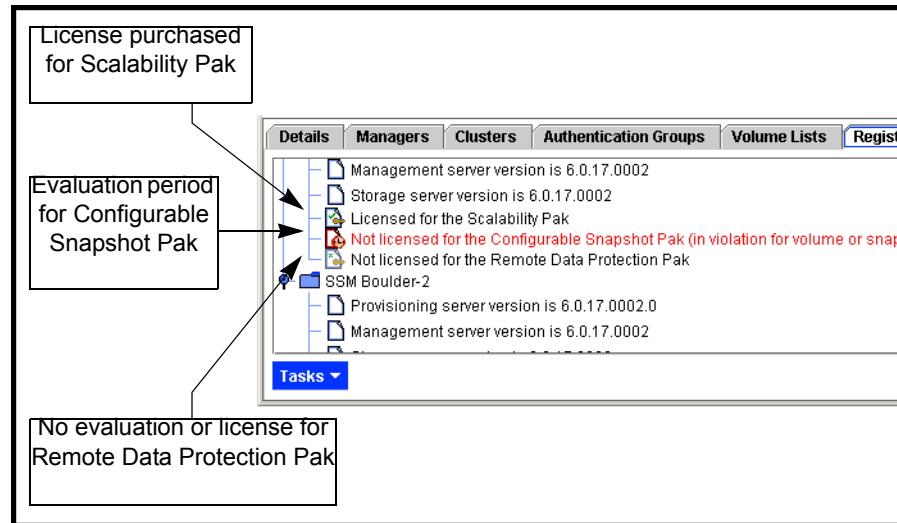 License purchased
for Scalability Pak
Evaluation period
for Configurable
Snapshot Pak
No evaluation or license for
Remote Data Protection Pak
Details Managers Clusters Authentication Groups Volume Lists Regist
Management server version is 6.0.17.0002
Storage server version is 6.0.17.0002
Licensed for the Scalability Pak
Not licensed for the Configurable Snapshot Pak (in violation for volume or snap
Not licensed for the Remote Data Protection Pak
SSM Boulder-2
Provisioning server version is 6.0.17.0002.0
Management server version is 6.0.17.0002
Tasks